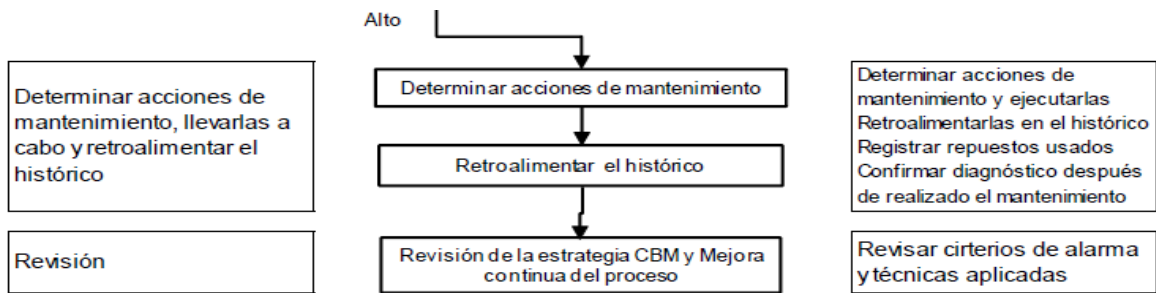 Alto
Determinar acciones de
mantenimiento, llevarlas a
cabo y retroalimentar el
histórico
Determinar acciones de mantenimiento
Retroalimentar el histórico
Determinar acciones de
mantenimiento y ejecutarlas
Retroalimentarlas en el histórico
Registrar repuestos usados
Confirmar diagnóstico después
de realizado el mantenimiento
Revisión
Revisión de la estrategia CBM y Mejora
continua del proceso
Revisar cirterios de alarma
y técnicas aplicadas